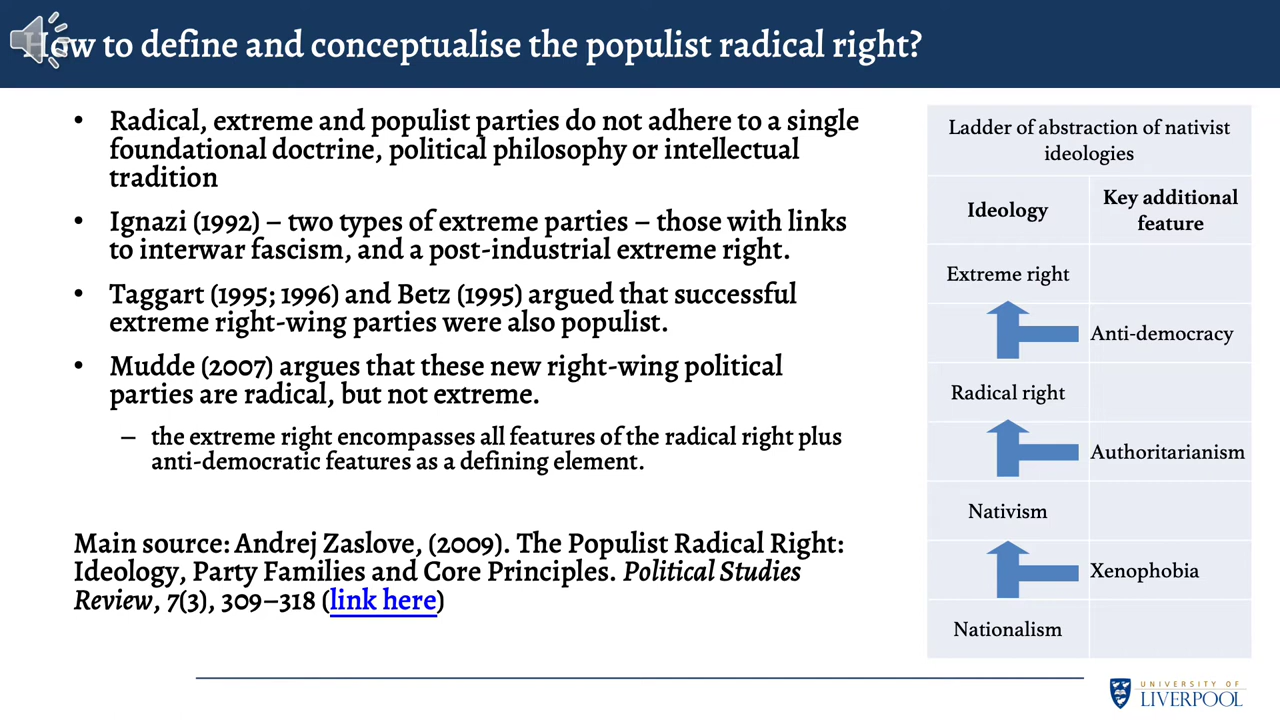 How to define and conceptualise the populist radical right?
• Radical, extreme and populist parties do not adhere to a single
foundational doctrine, political philosophy or intellectual
tradition
• Ignazi (1992) – two types of extreme parties – those with links
to interwar fascism, and a post-industrial extreme right.
• Taggart (1995; 1996) and Betz (1995) argued that successful
extreme right-wing parties were also populist.
• Mudde (2007) argues that these new right-wing political
parties are radical, but not extreme.
– the extreme right encompasses all features of the radical right plus
anti-democratic features as a defining element.
Main source: Andrej Zaslove, (2009). The Populist Radical Right:
Ideology, Party Families and Core Principles. Political Studies
Review, 7(3), 309–318 (link here)
Ladder of abstraction of nativist
ideologies
Ideology
Key additional
feature
Extreme right
Anti-democracy
Radical right
Authoritarianism
Nativism
Xenophobia
Nationalism
UNIVERSITY OF
LIVERPOOL